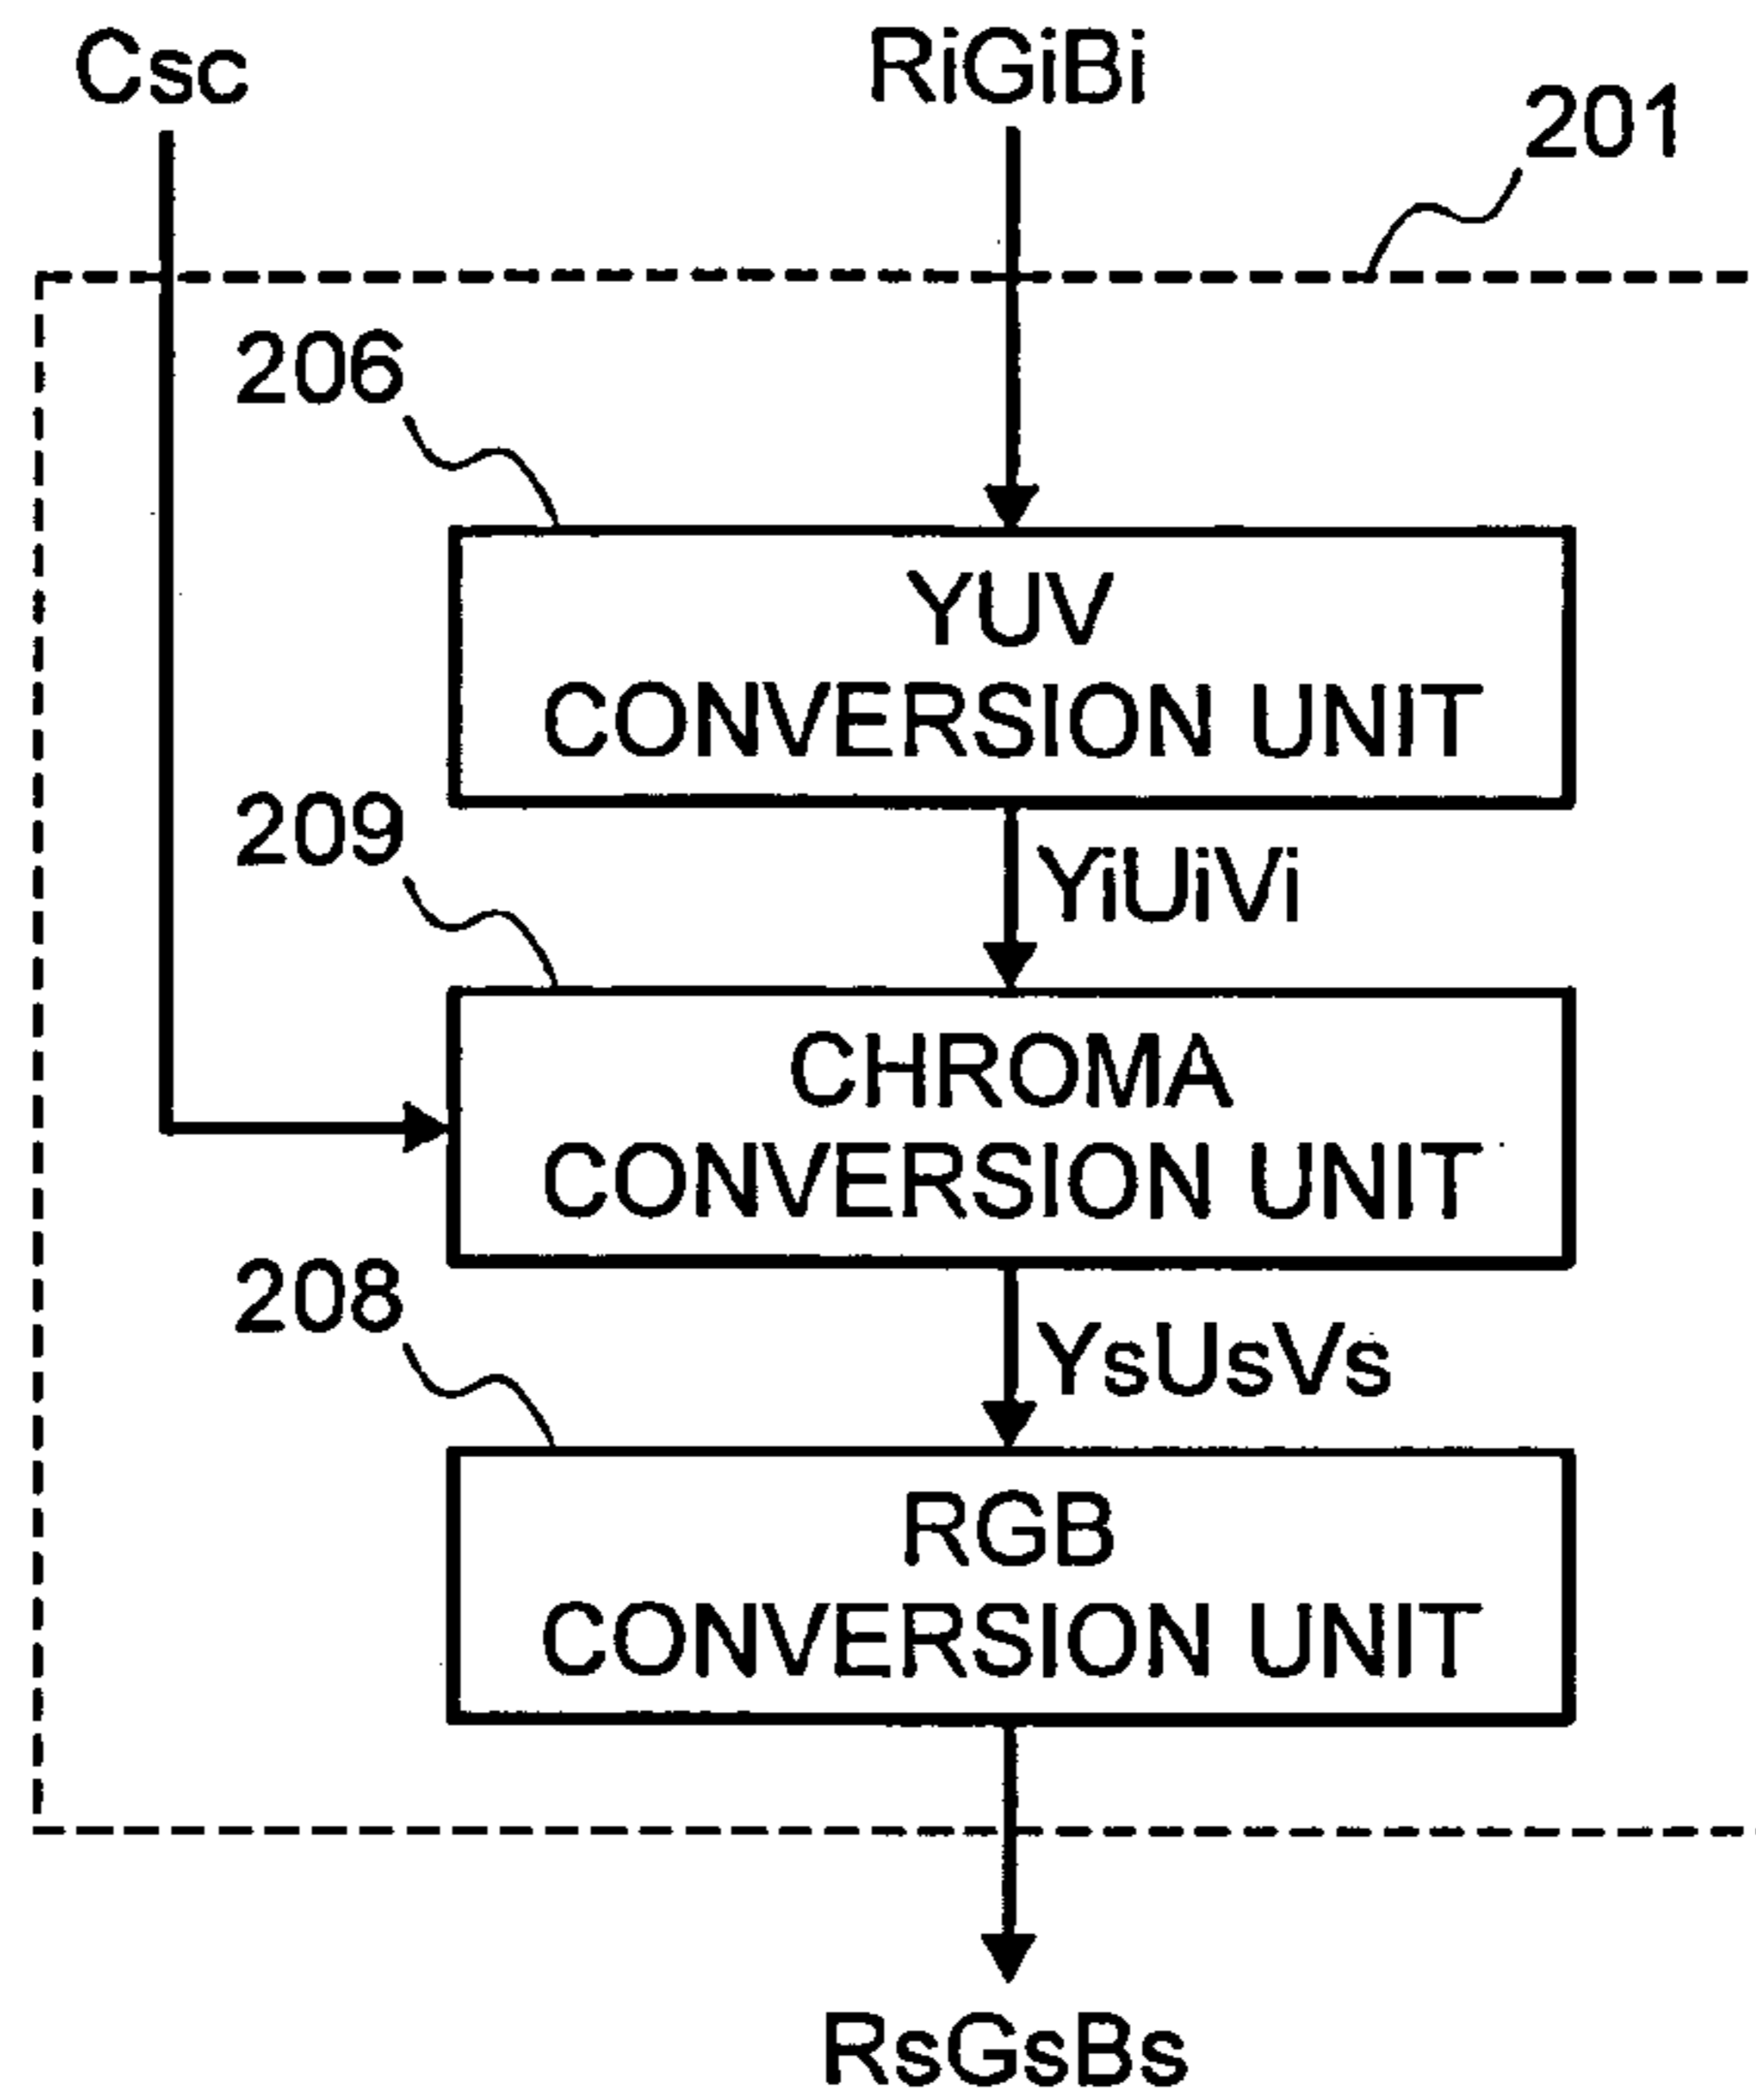 Csc
RiGiBi
201
206
YUV
CONVERSION UNIT
209
YiUiVi
CHROMA
CONVERSION UNIT
208
YsUsVs
RGB
CONVERSION UNIT
RsGsBs